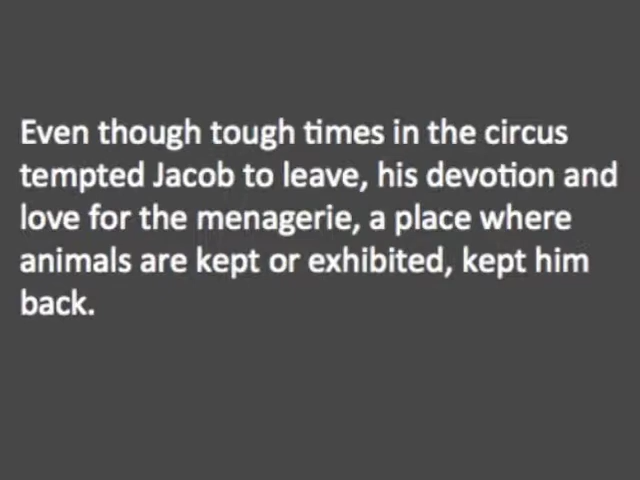 Even though tough times in the circus
tempted Jacob to leave, his devotion and
love for the menagerie, a place where
animals are kept or exhibited, kept him
back.